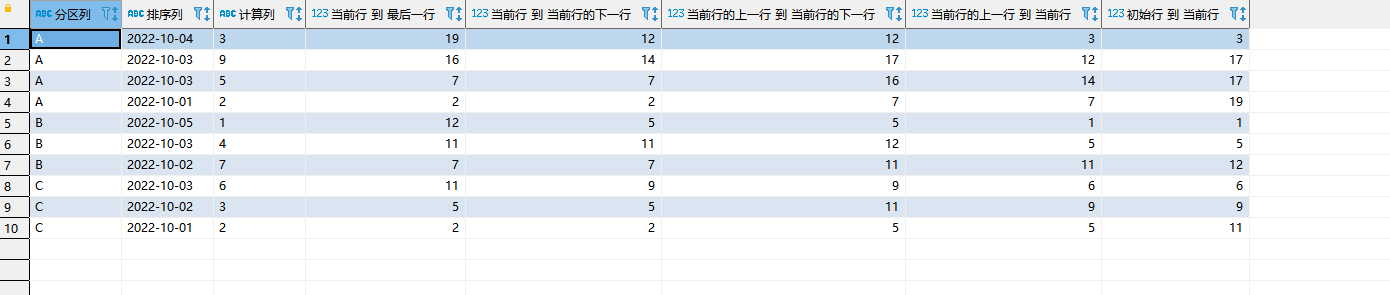 ABC 分区列 ABC 排序列 ABC 计算列 123 当前行 到 最后一行 123 当前行 到 当前行的下一行 123 当前行的上一行 到 当前行的下一行 123 当前行的上一行 到 当前行 123 初始行 到 当前行
1 A 2022-10-04 3 19 12 12 3 3
2 A 2022-10-03 9 16 14 17 12 17
3 A 2022-10-03 5 7 7 16 14 17
4 A 2022-10-01 2 2 2 7 7 19
5 B 2022-10-05 1 12 5 5 1 1
6 B 2022-10-03 4 11 11 12 5 5
7 B 2022-10-02 7 7 7 11 11 12
8 C 2022-10-03 6 11 9 9 6 6
9 C 2022-10-02 3 5 5 11 9 9
10 C 2022-10-01 2 2 2 5 5 11